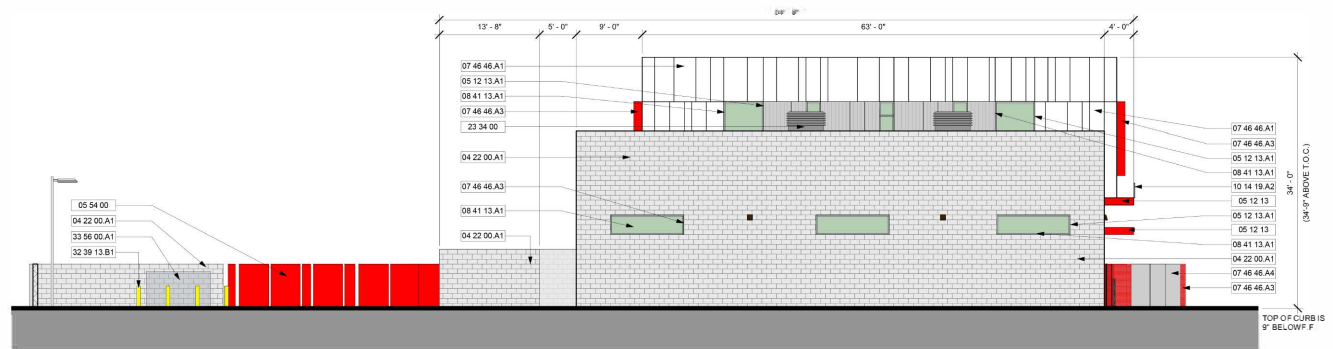 13' - 8"
5' - 0"
9' - 0"
63' - 0"
4' - 0"
07 46 46.A1
05 12 13.A1
08 41 13.A1
07 46 46.A3
23 34 00
04 22 00.A1
07 46 46.A3
08 41 13.A1
04 22 00.A1
05 54 00
04 22 00.A1
33 56 00.A1
32 39 13.B1
07 46 46.A1
07 46 46.A3
05 12 13.A1
08 41 13.A1
10 14 19.A2
05 12 13
05 12 13.A1
05 12 13
08 41 13.A1
04 22 00.A1
07 46 46.A4
07 46 46.A3
34' - 0"
(34'-9" ABOVE T.O.C.)
TOP OF CURB IS
9" BELOW F.F.